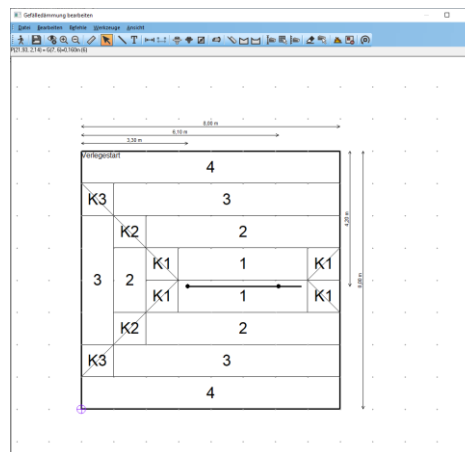 Gefälledämmung bearbeiten
Datei Bearbeiten Befehle Werkzeuge Ansicht
8,00 m
6,10 m
3,30 m
Verlegestart
4
K3 3
K2 2
K1 1 K1
4,20 m
8,00 m
3 2
K1 1 K1
K2 2
K3 3
4